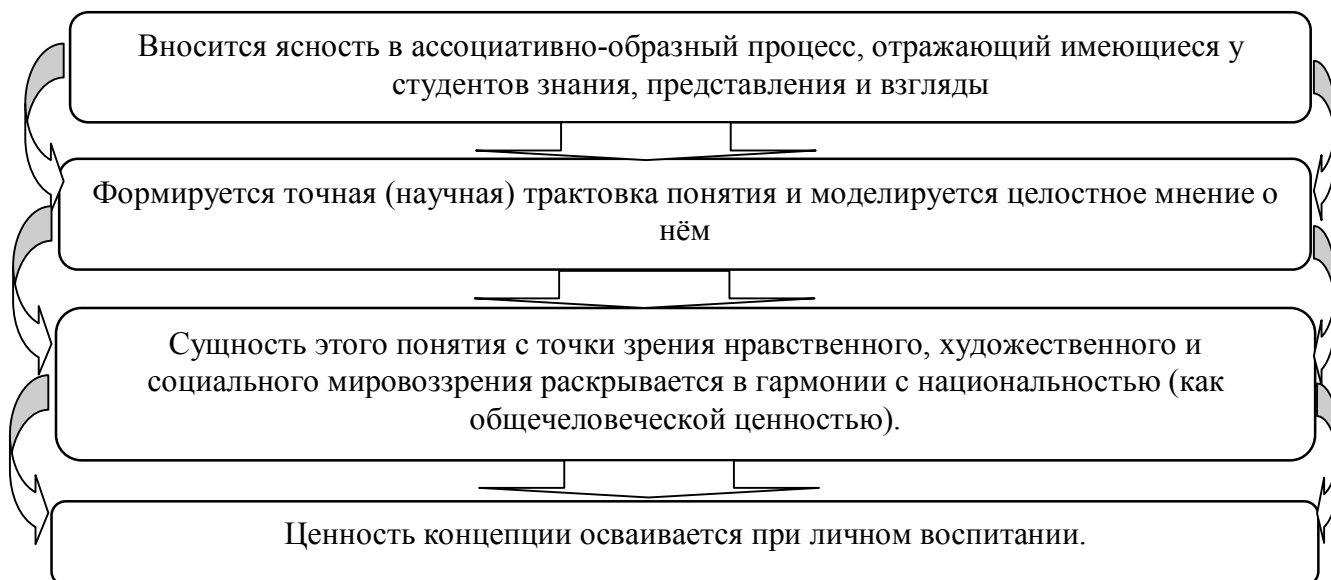 Вносится ясность в ассоциативно-образный процесс, отражающий имеющиеся у
студентов знания, представления и взгляды
Формируется точная (научная) трактовка понятия и моделируется целостное мнение о
нём
Сущность этого понятия с точки зрения нравственного, художественного и
социального мировоззрения раскрывается в гармонии с национальностью (как
общечеловеческой ценностью).
Ценность концепции осваивается при личном воспитании.